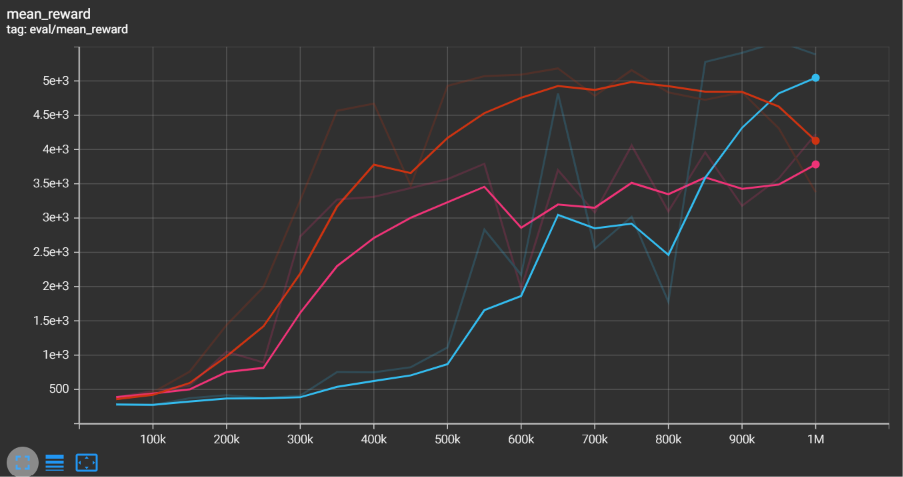 mean_reward
tag: eval/mean_reward
5e+3
4.5e+3
4e+3
3.5e+3
3e+3
2.5e+3
2e+3
1.5e+3
1e+3
500
100k 200k 300k 400k 500k 600k 700k 800k 900k 1M